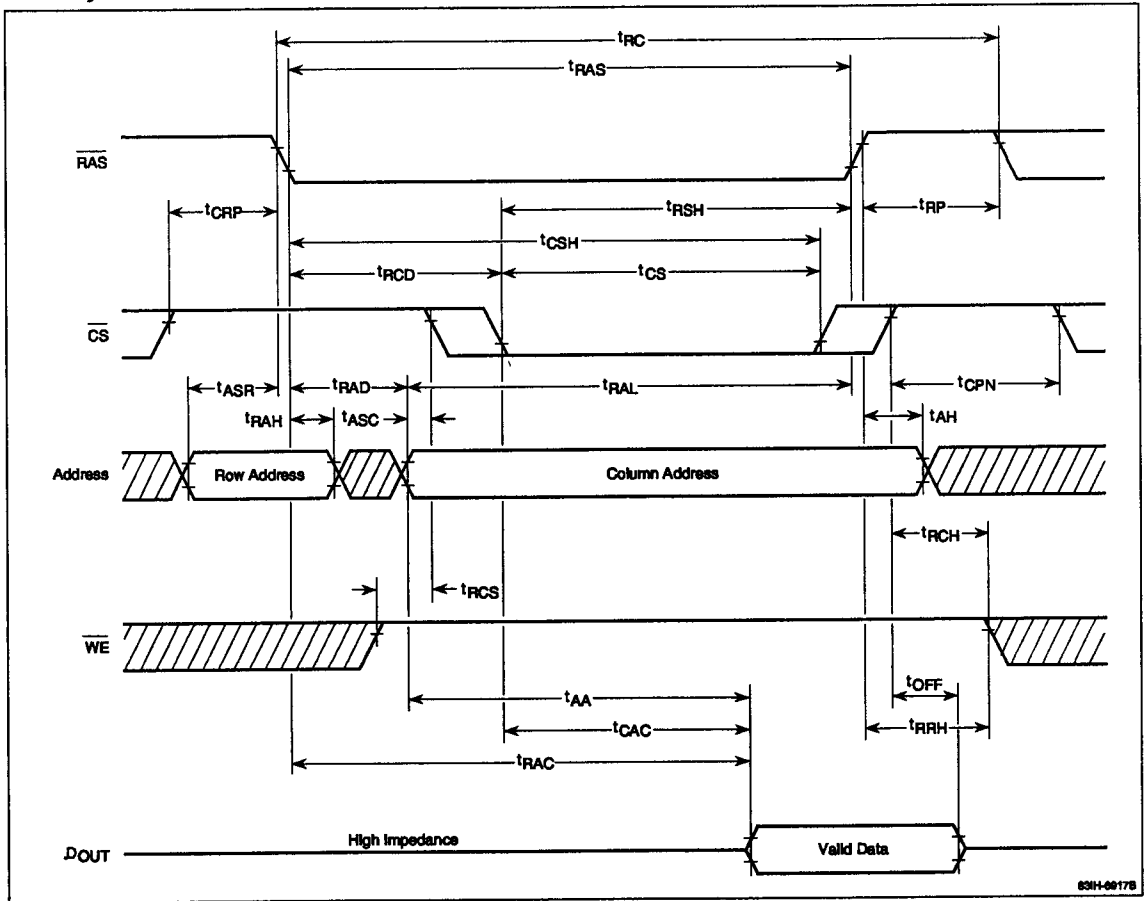 tRC
tRAS
RAS
tCRP
tRSH
tRP
tCSH
tRCD
tCS
CS
tASR
tRAD
tRAL
tCPN
tRAH
tASC
tAH
Address
Row Address
Column Address
tRCH
tRCS
WE
tOFF
tAA
tCAC
tRRH
tRAC
High Impedance
DOUT
Valid Data
83IH-6917B